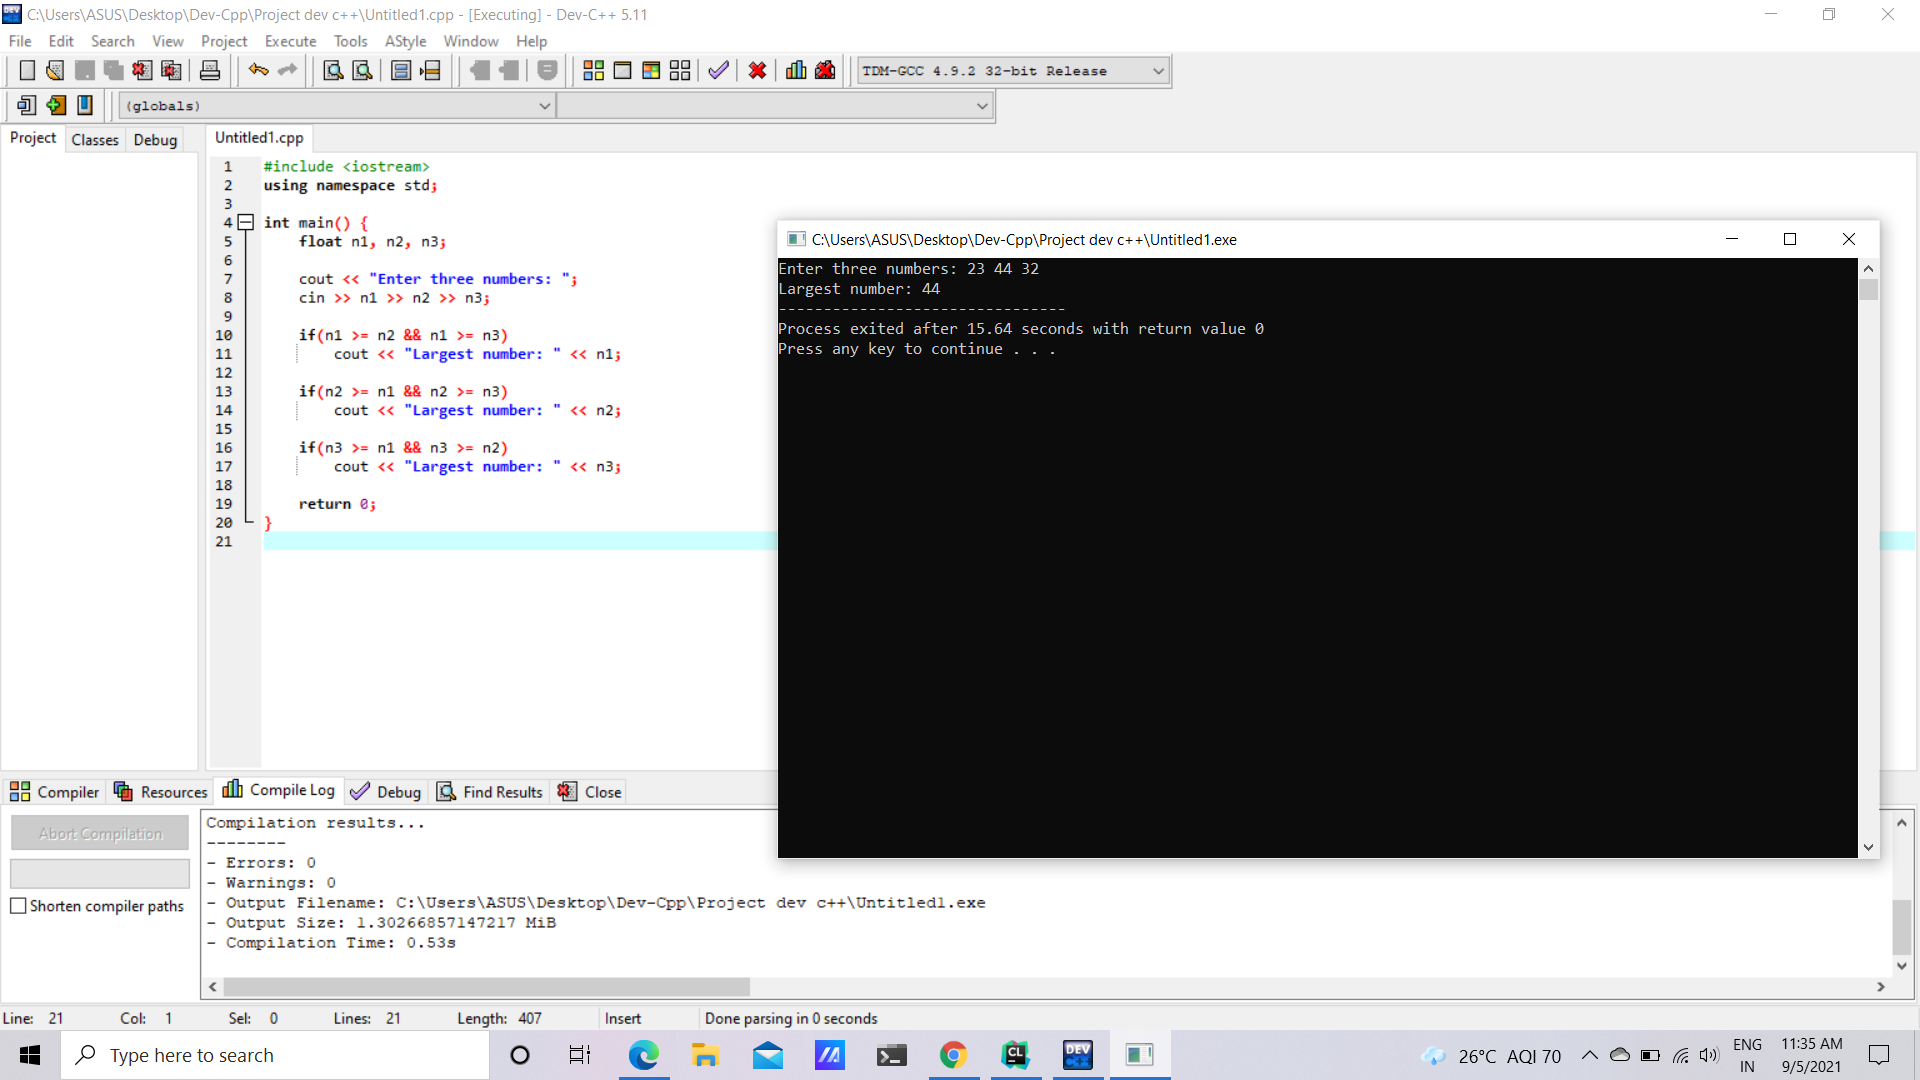 C:\Users\ASUS\Desktop\Dev-Cpp\Project dev c++\Untitled1.cpp - [Executing] - Dev-C++ 5.11
File Edit Search View Project Execute Tools AStyle Window Help
TDM-GCC 4.9.2 32-bit Release
(globals)
Project Classes Debug Untitled1.cpp
1 #include <iostream>
2 using namespace std;
3
4 int main() {
5 float n1, n2, n3;
6
7 cout << "Enter three numbers: ";
8 cin >> n1 >> n2 >> n3;
9
10 if(n1 >= n2 && n1 >= n3)
11 cout << "Largest number: " << n1;
12
13 if(n2 >= n1 && n2 >= n3)
14 cout << "Largest number: " << n2;
15
16 if(n3 >= n1 && n3 >= n2)
17 cout << "Largest number: " << n3;
18
19 return 0;
20 }
21
C:\Users\ASUS\Desktop\Dev-Cpp\Project dev c++\Untitled1.exe
Enter three numbers: 23 44 32
Largest number: 44
--------------------------------
Process exited after 15.64 seconds with return value 0
Press any key to continue . . .
Compiler Resources Compile Log Debug Find Results Close
Abort Compilation
Shorten compiler paths
Compilation results...
--------
- Errors: 0
- Warnings: 0
- Output Filename: C:\Users\ASUS\Desktop\Dev-Cpp\Project dev c++\Untitled1.exe
- Output Size: 1.30266857147217 MiB
- Compilation Time: 0.53s
Line: 21 Col: 1 Sel: 0 Lines: 21 Length: 407 Insert Done parsing in 0 seconds
Type here to search
CL
DEV
26°C AQI 70
ENG
IN
11:35 AM
9/5/2021